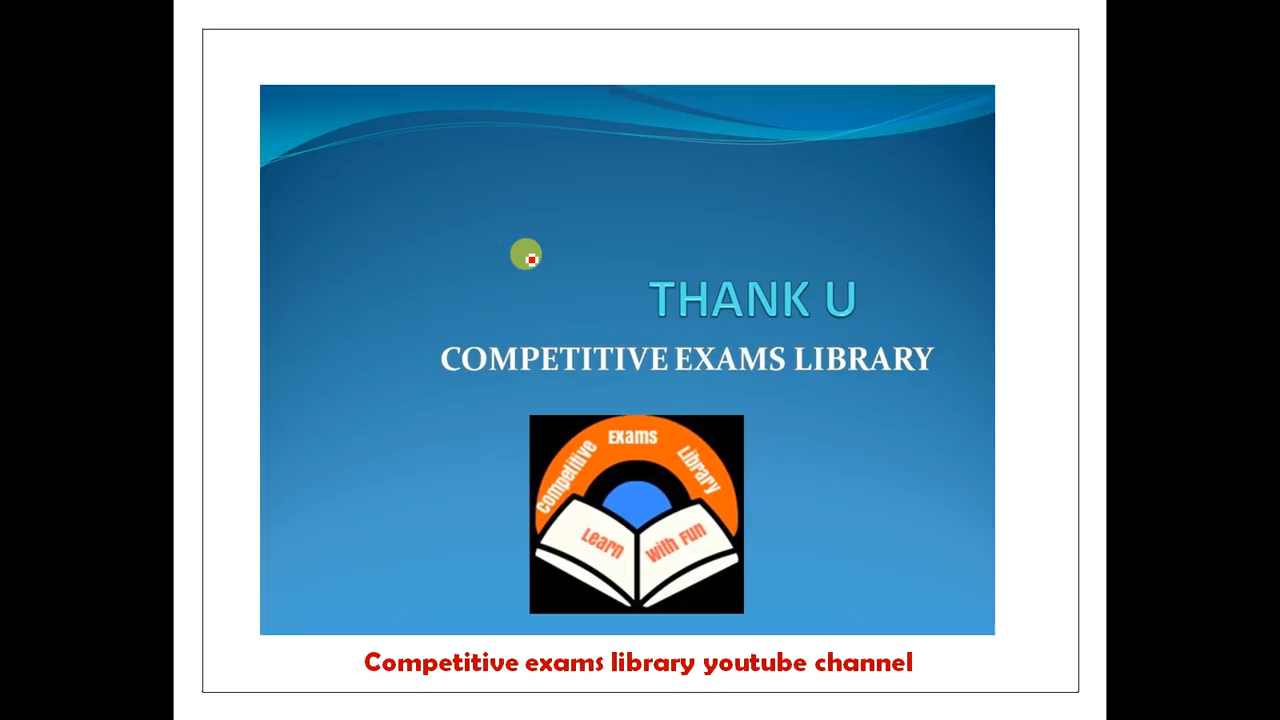 THANK U
COMPETITIVE EXAMS LIBRARY
Competitive Exams Library
Learn with Fun
Competitive exams library youtube channel